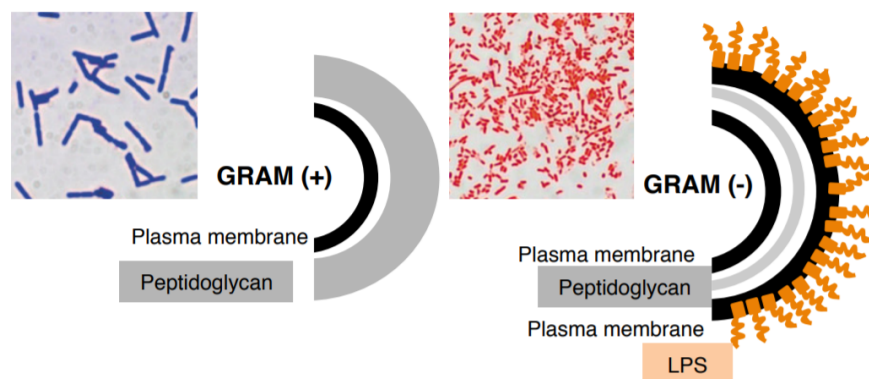 GRAM (+)
Plasma membrane
Peptidoglycan
GRAM (-)
Plasma membrane
Peptidoglycan
Plasma membrane
LPS